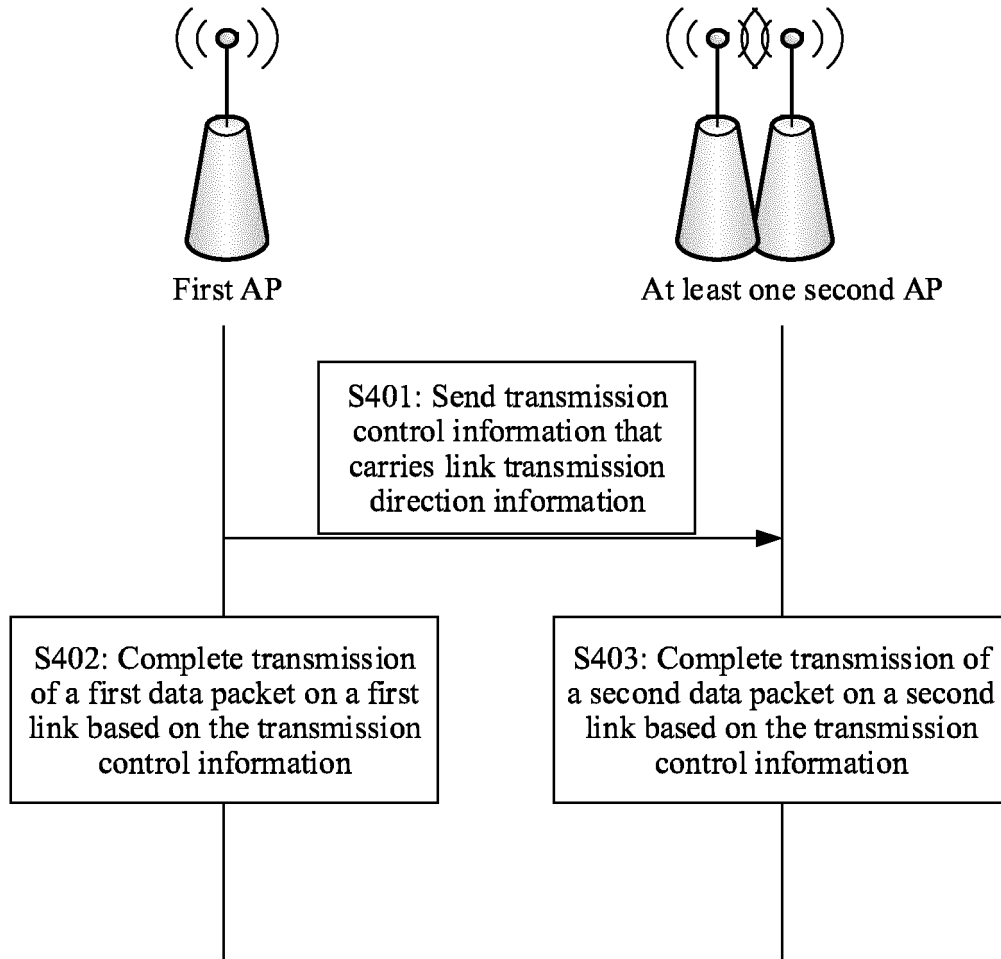 First AP
At least one second AP
S401: Send transmission
control information that
carries link transmission
direction information
S402: Complete transmission
of a first data packet on a first
link based on the transmission
control information
S403: Complete transmission of
a second data packet on a second
link based on the transmission
control information